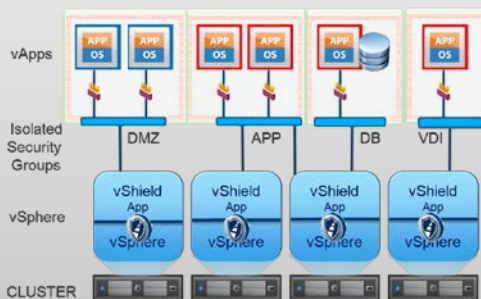 vApps
APP
OS
APP
OS
APP
OS
APP
OS
APP
OS
APP
OS
Isolated
Security
Groups
DMZ
APP
DB
VDI
vSphere
vShield
App
vSphere
vShield
App
vSphere
vShield
App
vSphere
vShield
App
vSphere
CLUSTER